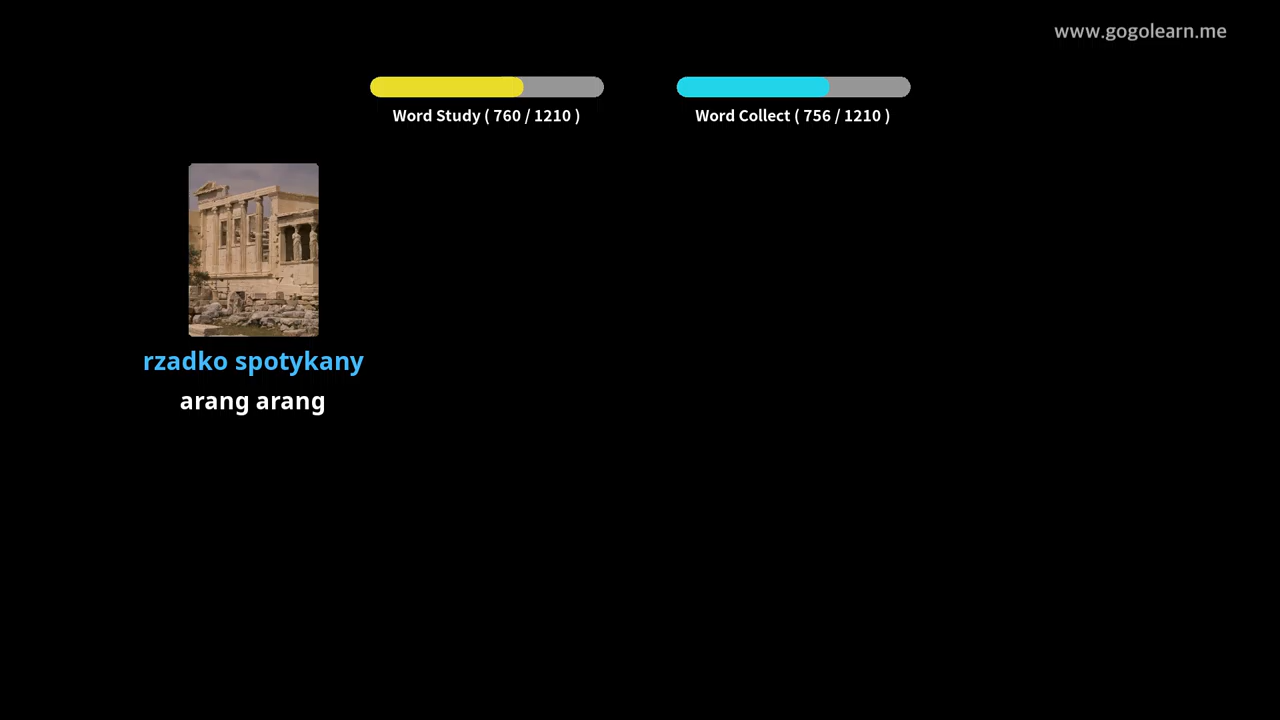 www.gogolearn.me
Word Study ( 760 / 1210 )
Word Collect ( 756 / 1210 )
rzadko spotykany
arang arang